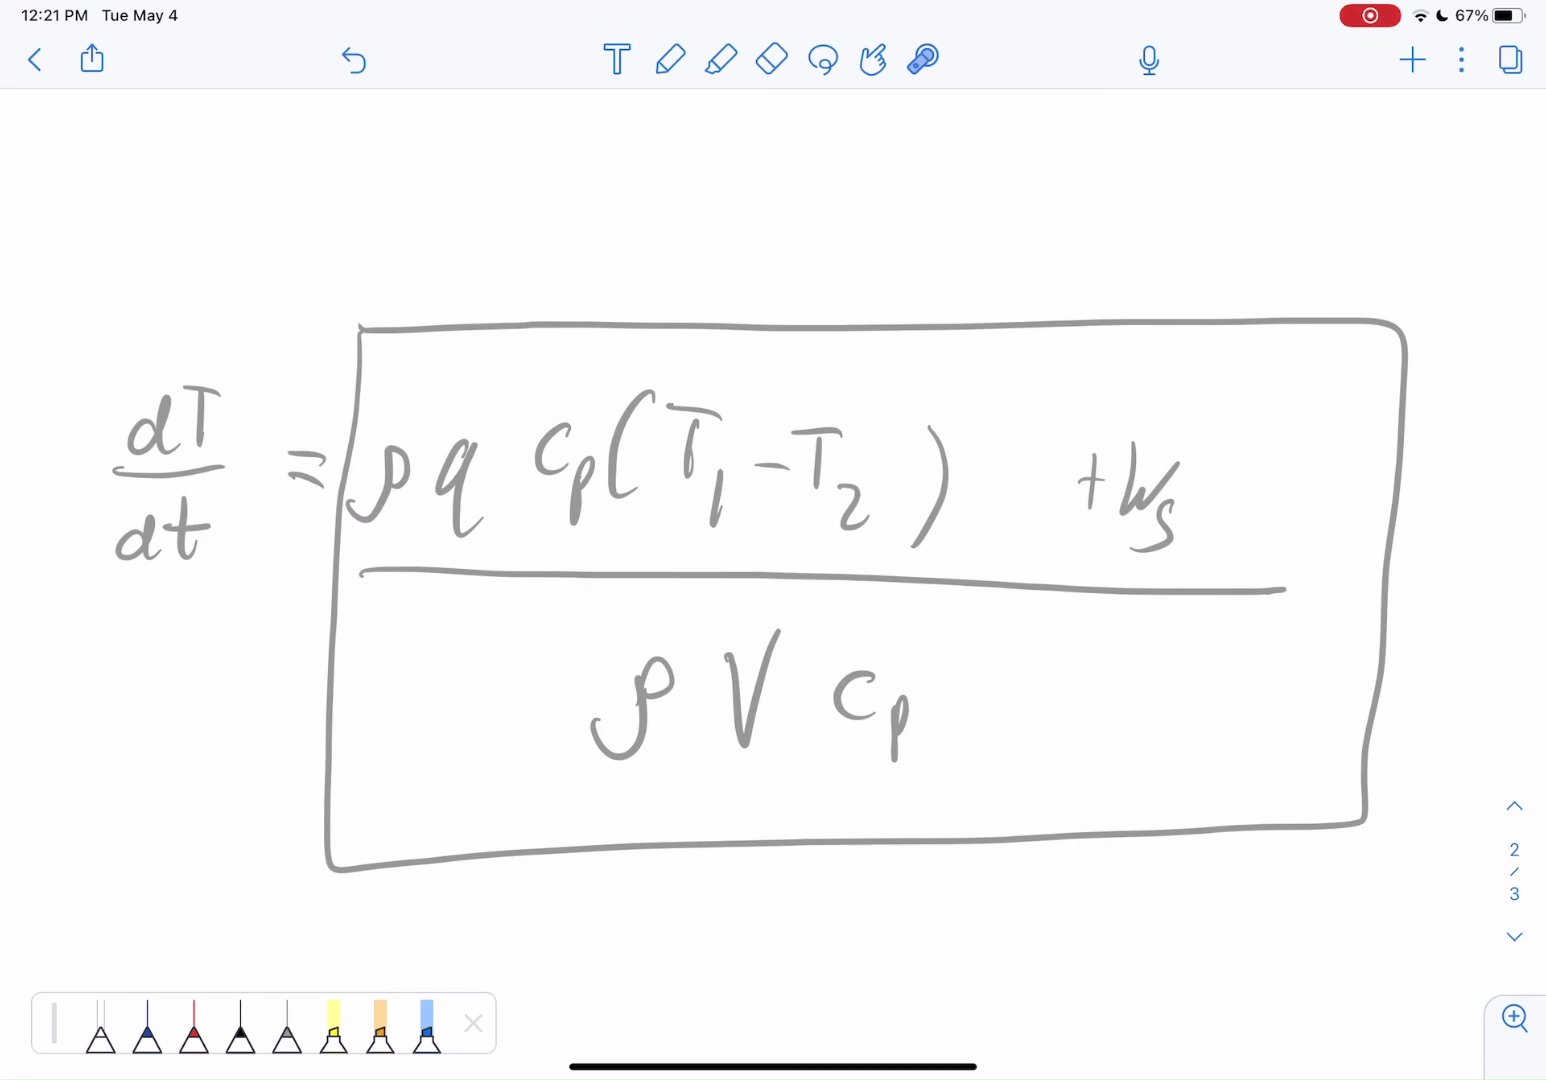 12:21 PM Tue May 4 67%
T
dT/dt = ρ q Cp(T1 - T2) + Ws
ρ V Cp
2
/
3